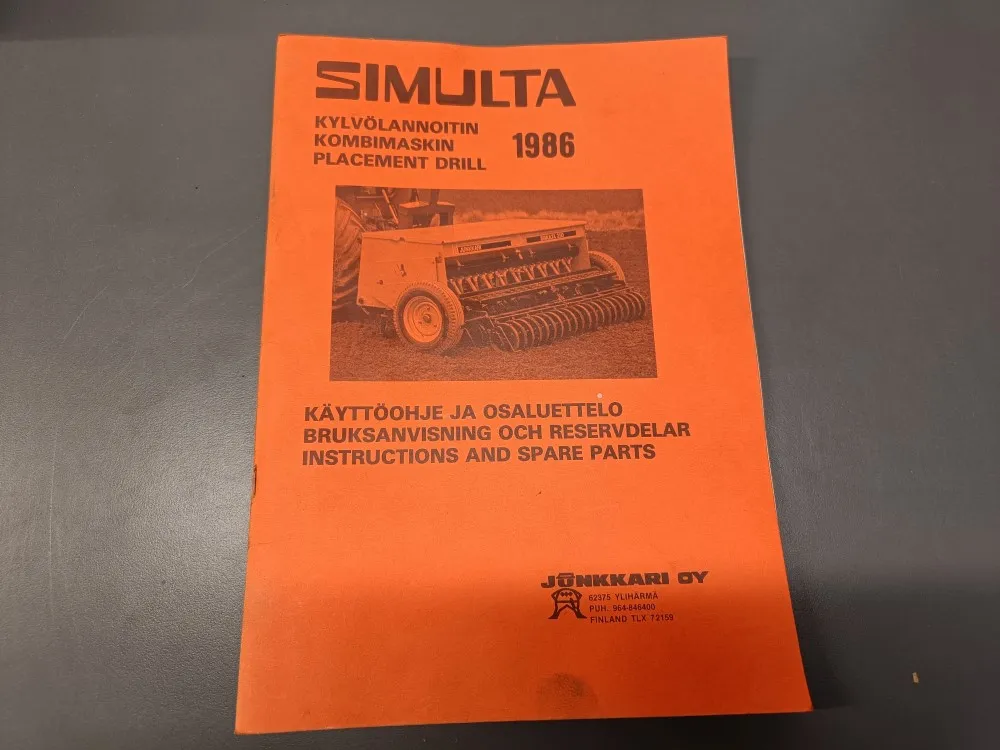 SIMULTA
KYLVÖLANNOITIN
KOMBIMASKIN
PLACEMENT DRILL
1986
JUNKKARI
KÄYTTÖOHJE JA OSALUETTELO
BRUKSANVISNING OCH RESERVDELAR
INSTRUCTIONS AND SPARE PARTS
JUNKKARI OY
62375 YLIHÄRMÄ
PUH. 964-846400
FINLAND TLX 72159